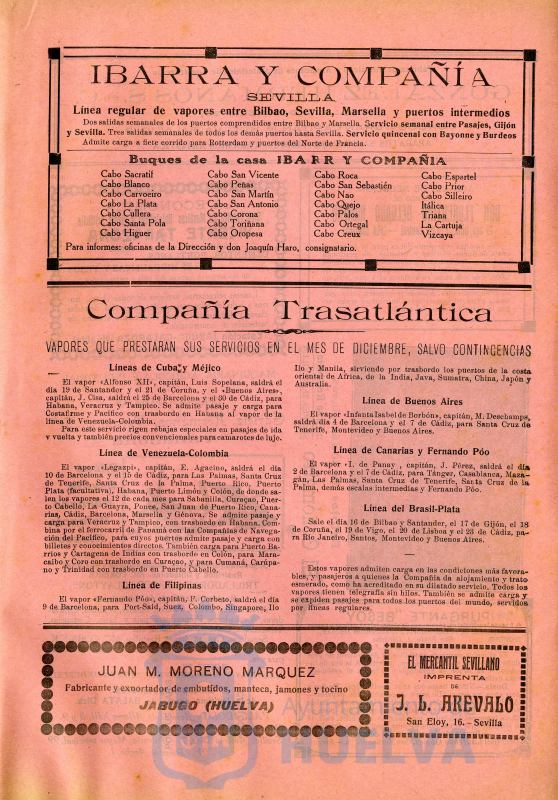 IBARRA Y COMPAÑÍA
SEVILLA
Línea regular de vapores entre Bilbao, Sevilla, Marsella y puertos intermedios
Dos salidas semanales de los puertos comprendidos entre Bilbao y Marsella. Servicio semanal entre Pasajes, Gijón
y Sevilla. Tres salidas semanales de todos los demás puertos hasta Sevilla. Servicio quincenal con Bayonne y Burdeos
Admite carga a flete corrido para Rotterdam y puertos del Norte de Francia.
Buques de la casa IBARR Y COMPAÑIA
Cabo Sacratif
Cabo Blanco
Cabo Carvoeiro
Cabo La Plata
Cabo Cullera
Cabo Santa Pola
Cabo Higuer
Cabo San Vicente
Cabo Peñas
Cabo San Martín
Cabo San Antonio
Cabo Corona
Cabo Toriñana
Cabo Oropesa
Cabo Roca
Cabo San Sebastién
Cabo Nao
Cabo Quejo
Cabo Palos
Cabo Ortegal
Cabo Creux
Cabo Espartel
Cabo Prior
Cabo Silleiro
Itálica
Triana
La Cartuja
Vizcaya
Para informes: oficinas de la Dirección y don Joaquín Haro, consignatario.
Compañía Trasatlántica
VAPORES QUE PRESTARAN SUS SERVICIOS EN EL MES DE DICIEMBRE, SALVO CONTINGENCIAS
Líneas de Cuba y Méjico
El vapor «Alfonso XII», capitán, Luis Sopelana, saldrá el
día 19 de Santander y el 21 de Coruña, y el «Buenos Aires»,
capitán, J. Cisa, saldrá el 25 de Barcelona y el 30 de Cádiz, para
Habana, Veracruz y Tampico. Se admite pasaje y carga para
Costafirme y Pacífico con trasbordo en Habana al vapor de la
línea de Venezuela-Colombia.
Para este servicio rigen rebajas especiales en pasajes de ida
y vuelta y también precios convencionales para camarotes de lujo.
Línea de Venezuela-Colombia
El vapor «Legazpi», capitán, E. Agacino, saldrá el día
10 de Barcelona y el 15 de Cádiz, para Las Palmas, Santa Cruz
de Tenerife, Santa Cruz de la Palma, Puerto Rico, Puerto
Plata (facultativa), Habana, Puerto Limón y Colón, de donde sa-
len los vapores el 12 de cada mes para Sabanilla, Curaçao, Puer-
to Cabello, La Guayra, Ponce, San Juan de Puerto Rico, Cana-
rias, Cádiz, Barcelona, Marsella y Génova. Se admite pasaje y
carga para Veracruz y Tampico, con trasbordo en Habana. Com-
bina por el ferrocarril de Panamá con las Compañías de Navega-
ción del Pacífico, para cuyos puertos admite pasaje y carga con
billetes y conocimientos directos. También carga para Puerto Ba-
rrios y Cartagena de Indias con trasbordo en Colón, para Mara-
caibo y Coro con trasbordo en Curaçao, y para Cumaná, Carúpa-
no y Trinidad con trasbordo en Puerto Cabello.
Línea de Filipinas
El vapor «Fernando Póo», capitán, F. Corbeto, saldrá el día
9 de Barcelona, para Port-Said, Suez, Colombo, Singapore, Ilo
Ilo y Manila, sirviendo por trasbordo los puertos de la costa
oriental de Africa, de la India, Java, Sumatra, China, Japón y
Australia.
Línea de Buenos Aires
El vapor «Infanta Isabel de Borbón», capitán, M. Deschamps,
saldrá día 4 de Barcelona y el 7 de Cádiz, para Santa Cruz de
Tenerife, Montevideo y Buenos Aires.
Línea de Canarias y Fernando Póo
El vapor «I. de Panay», capitán, J. Pérez, saldrá el día
2 de Barcelona y el 7 de Cádiz, para Tánger, Casablanca, Maza-
gán, Las Palmas, Santa Cruz de Tenerife, Santa Cruz de la
Palma, demás escalas intermedias y Fernando Póo.
Línea del Brasil-Plata
Sale el día 16 de Bilbao y Santander, el 17 de Gijón, el 18
de Coruña, el 19 de Vigo, el 20 de Lisboa y el 23 de Cádiz, pa-
ra Río Janeiro, Santos, Montevideo y Buenos Aires.
Estos vapores admiten carga en las condiciones más favora-
bles, y pasajeros a quienes la Compañía da alojamiento y trato
esmerado, como ha acreditado en su dilatado servicio. Todos los
vapores tienen telegrafía sin hilos. También se admite carga y
se expiden pasajes para todos los puertos del mundo, servidos
por líneas regulares.
JUAN M. MORENO MARQUEZ
Fabricante y exportador de embutidos, manteca, jamones y tocino
JABUGO (HUELVA)
EL MERCANTIL SEVILLANO
IMPRENTA
DE
J. L. AREVALO
San Eloy, 16.-Sevilla
Ayuntamiento de
HUELVA